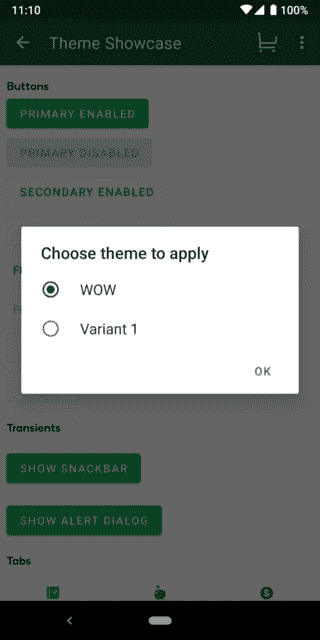 11:10
100%
Theme Showcase
Buttons
PRIMARY ENABLED
PRIMARY DISABLED
SECONDARY ENABLED
Choose theme to apply
WOW
Variant 1
OK
Transients
SHOW SNACKBAR
SHOW ALERT DIALOG
Tabs